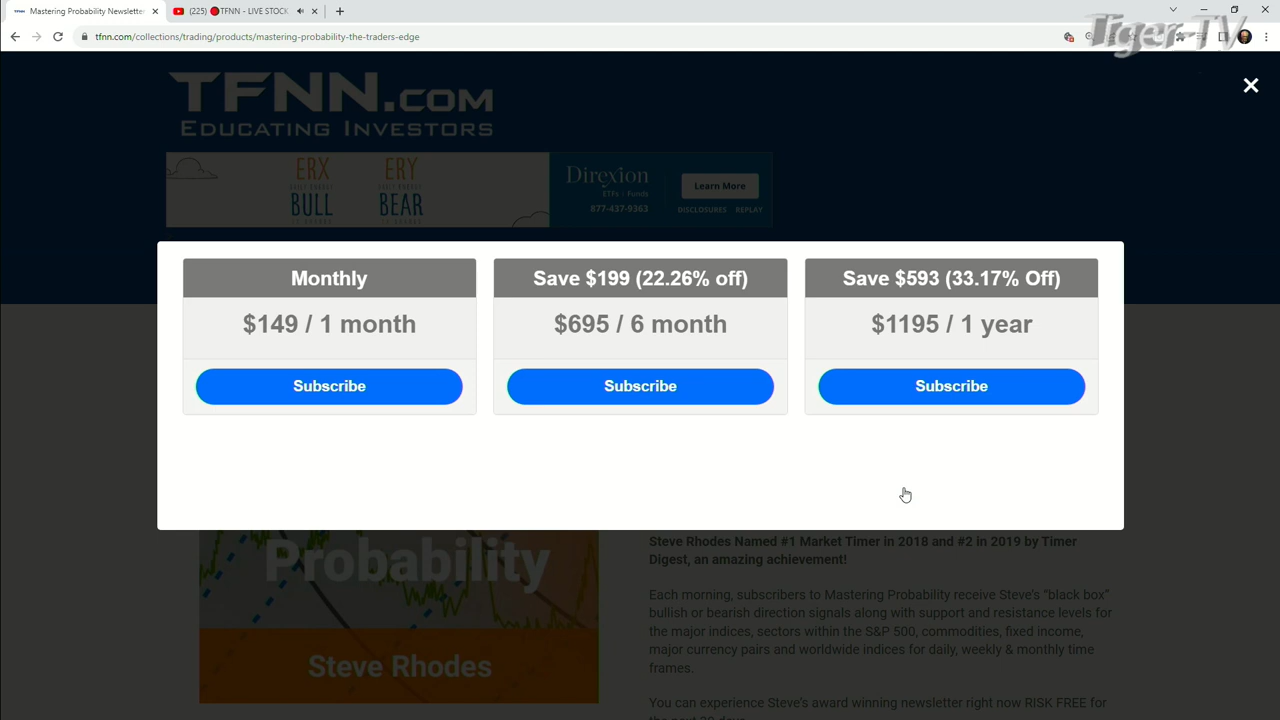 Mastering Probability Newsletter
(225) 🔴TFNN - LIVE STOCK
tfnn.com/collections/trading/products/mastering-probability-the-traders-edge
Tiger-TV
TFNN.com
Educating Investors
ERX
DAILY ENERGY
BULL
ERY
DAILY ENERGY
BEAR
Direxion
ETFs · Funds
877-437-9363
Learn More
DISCLOSURES REPLAY
Monthly
$149 / 1 month
Subscribe
Save $199 (22.26% off)
$695 / 6 month
Subscribe
Save $593 (33.17% Off)
$1195 / 1 year
Subscribe
Probability
Steve Rhodes
Steve Rhodes Named #1 Market Timer in 2018 and #2 in 2019 by Timer
Digest, an amazing achievement!
Each morning, subscribers to Mastering Probability receive Steve's "black box"
bullish or bearish direction signals along with support and resistance levels for
the major indices, sectors within the S&P 500, commodities, fixed income,
major currency pairs and worldwide indices for daily, weekly & monthly time
frames.
You can experience Steve's award winning newsletter right now RISK FREE for